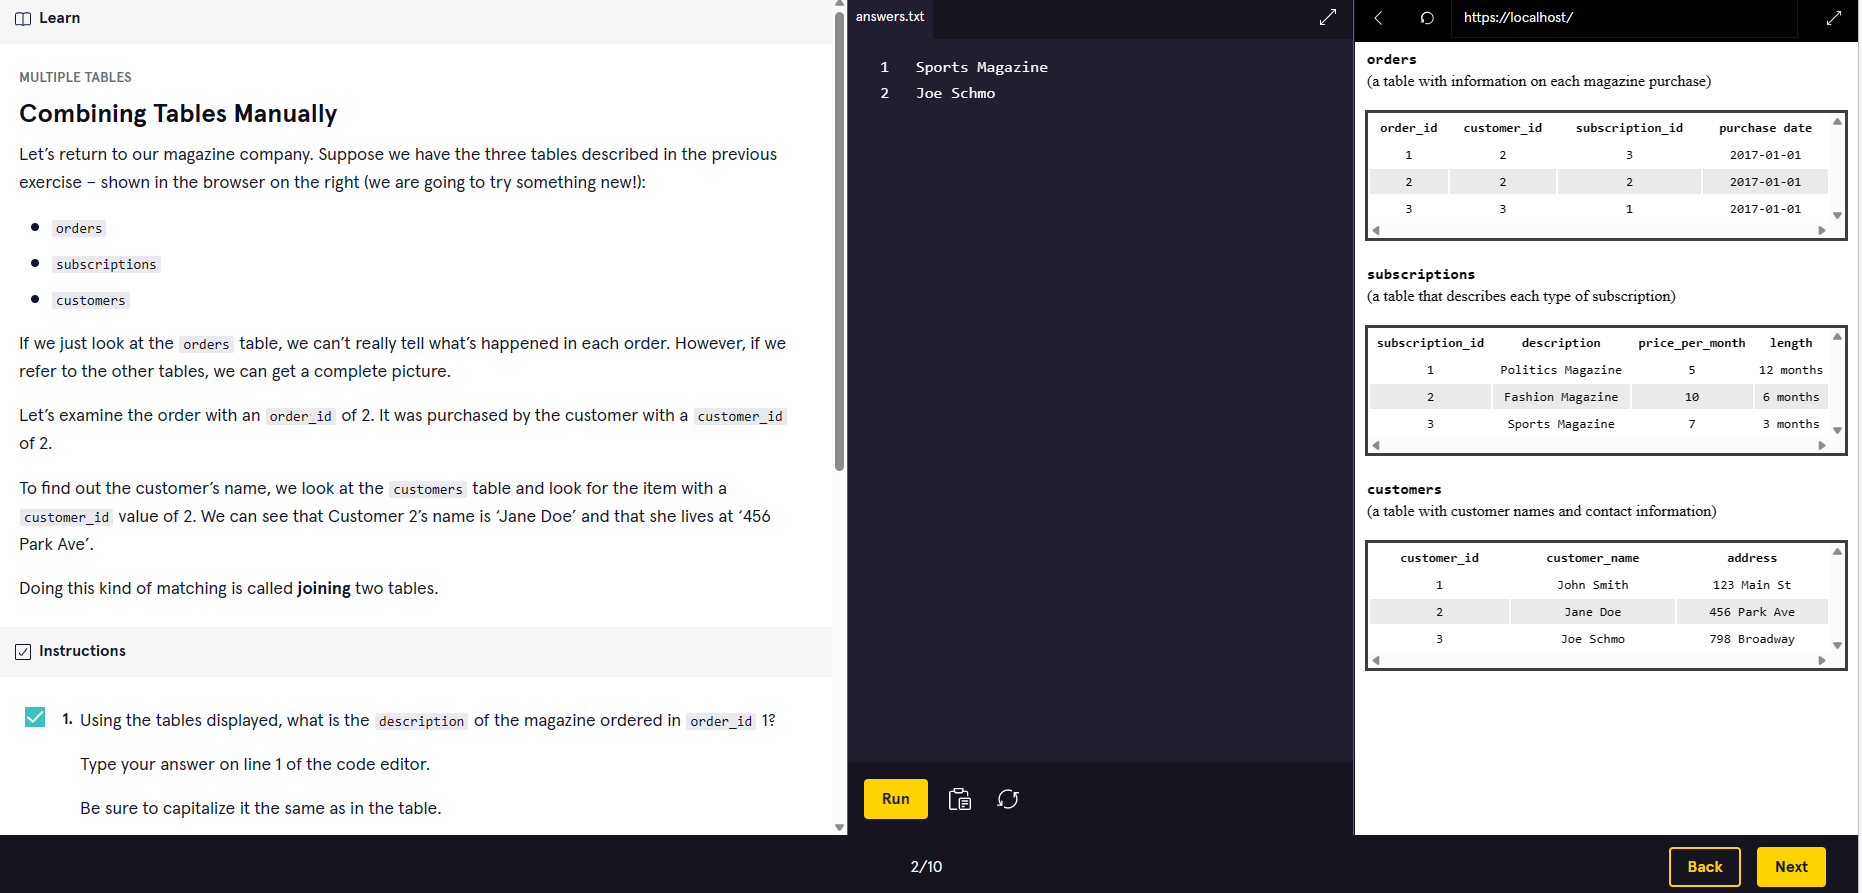 Learn
MULTIPLE TABLES
Combining Tables Manually
Let’s return to our magazine company. Suppose we have the three tables described in the previous
exercise – shown in the browser on the right (we are going to try something new!):
orders
subscriptions
customers
If we just look at the orders table, we can’t really tell what’s happened in each order. However, if we
refer to the other tables, we can get a complete picture.
Let’s examine the order with an order_id of 2. It was purchased by the customer with a customer_id
of 2.
To find out the customer’s name, we look at the customers table and look for the item with a
customer_id value of 2. We can see that Customer 2’s name is ‘Jane Doe’ and that she lives at ‘456
Park Ave’.
Doing this kind of matching is called joining two tables.
Instructions
1. Using the tables displayed, what is the description of the magazine ordered in order_id 1?
Type your answer on line 1 of the code editor.
Be sure to capitalize it the same as in the table.
answers.txt
1 Sports Magazine
2 Joe Schmo
Run
https://localhost/
orders
(a table with information on each magazine purchase)
order_id customer_id subscription_id purchase date
1 2 3 2017-01-01
2 2 2 2017-01-01
3 3 1 2017-01-01
subscriptions
(a table that describes each type of subscription)
subscription_id description price_per_month length
1 Politics Magazine 5 12 months
2 Fashion Magazine 10 6 months
3 Sports Magazine 7 3 months
customers
(a table with customer names and contact information)
customer_id customer_name address
1 John Smith 123 Main St
2 Jane Doe 456 Park Ave
3 Joe Schmo 798 Broadway
2/10
Back
Next